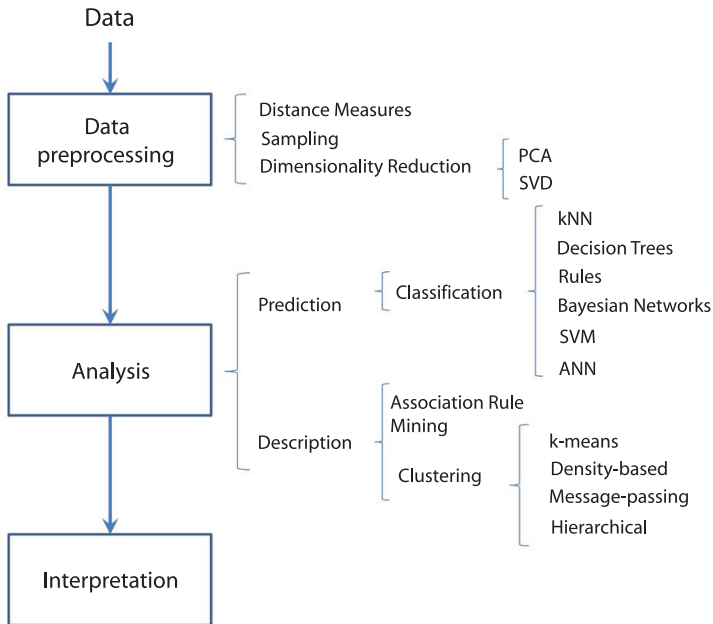 Data
Data
preprocessing
Distance Measures
Sampling
Dimensionality Reduction
PCA
SVD
Analysis
Prediction
Classification
kNN
Decision Trees
Rules
Bayesian Networks
SVM
ANN
Description
Association Rule
Mining
Clustering
k-means
Density-based
Message-passing
Hierarchical
Interpretation